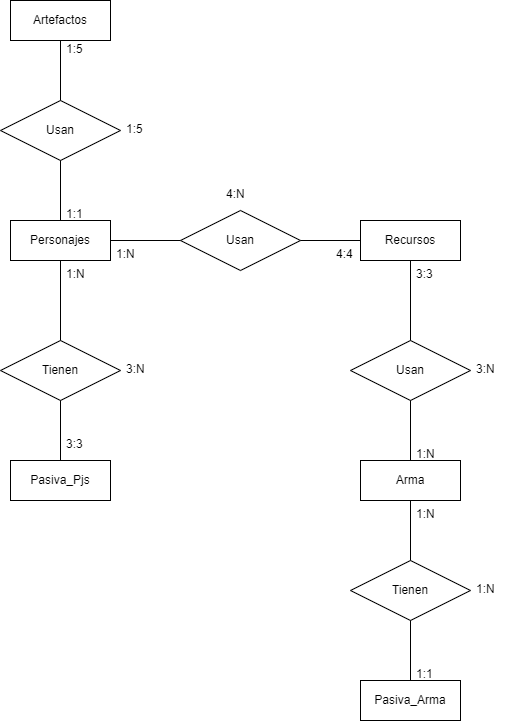 Artefactos
1:5
Usan
1:5
1:1
4:N
Personajes
Usan
Recursos
1:N
4:4
1:N
3:3
Tienen
3:N
Usan
3:N
3:3
1:N
Pasiva_Pjs
Arma
1:N
Tienen
1:N
1:1
Pasiva_Arma